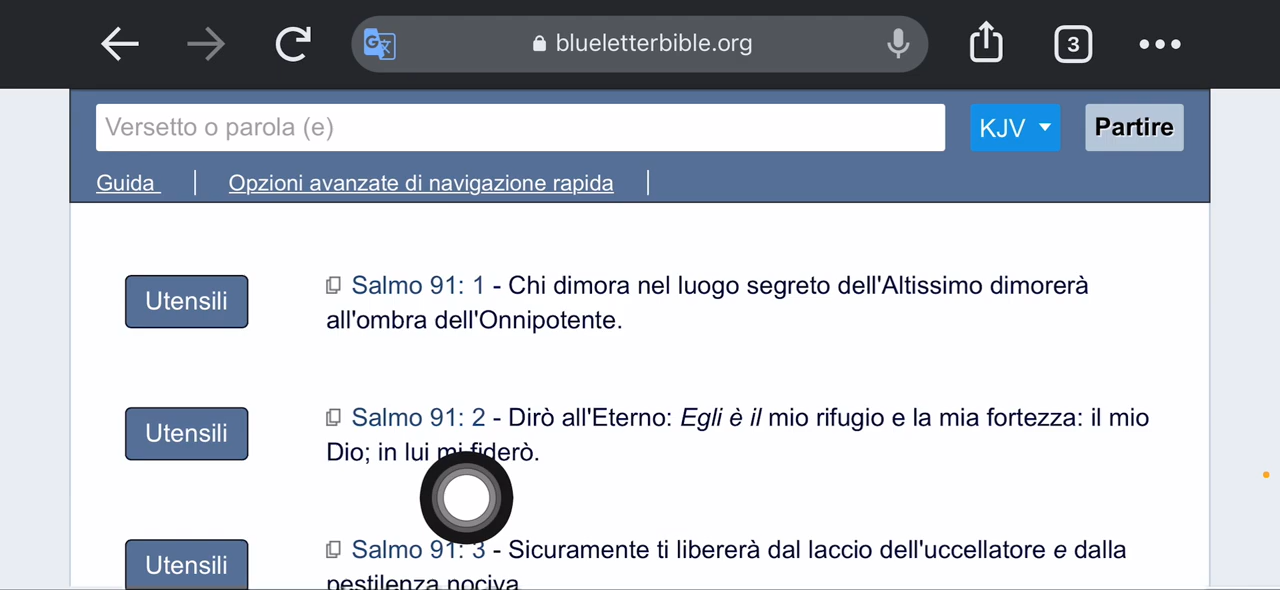 blueletterbible.org
3
Versetto o parola (e)
KJV
Partire
Guida
Opzioni avanzate di navigazione rapida
Utensili
Salmo 91: 1 - Chi dimora nel luogo segreto dell'Altissimo dimorerà
all'ombra dell'Onnipotente.
Utensili
Salmo 91: 2 - Dirò all'Eterno: Egli è il mio rifugio e la mia fortezza: il mio
Dio; in lui mi fiderò.
Utensili
Salmo 91: 3 - Sicuramente ti libererà dal laccio dell'uccellatore e dalla
pestilenza nociva